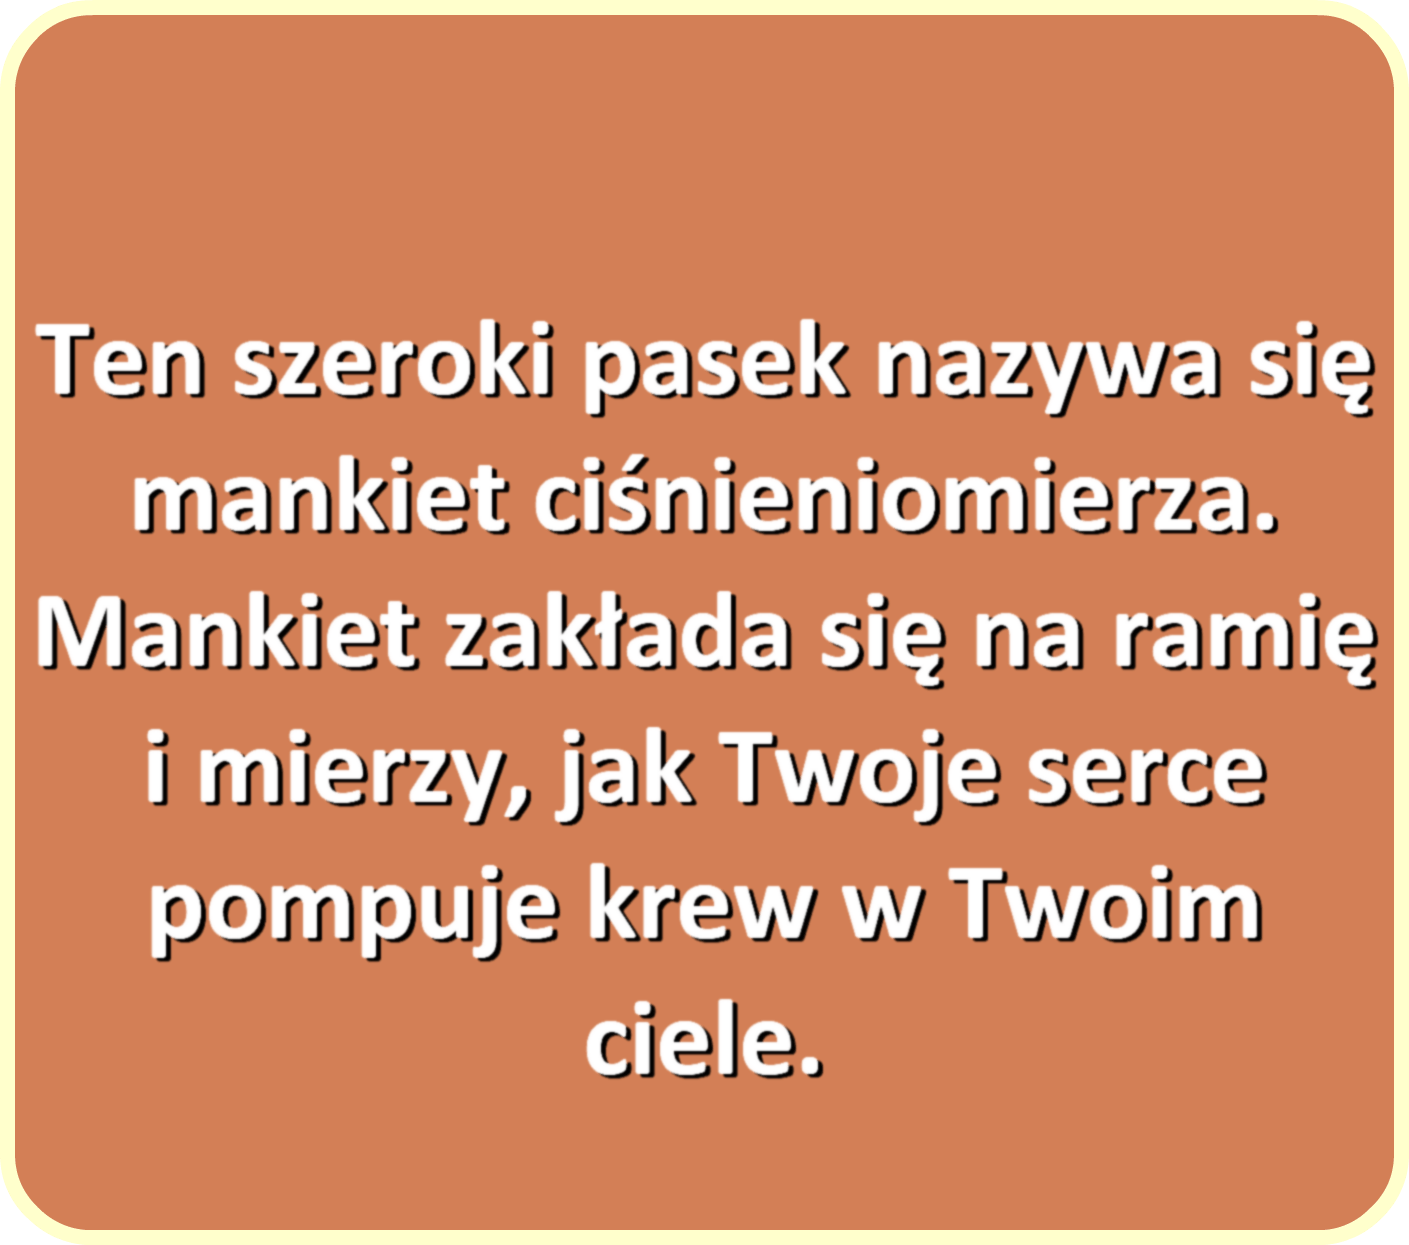 Ten szeroki pasek nazywa się
mankiet ciśnieniomierza.
Mankiet zakłada się na ramię
i mierzy, jak Twoje serce
pompuje krew w Twoim
ciele.